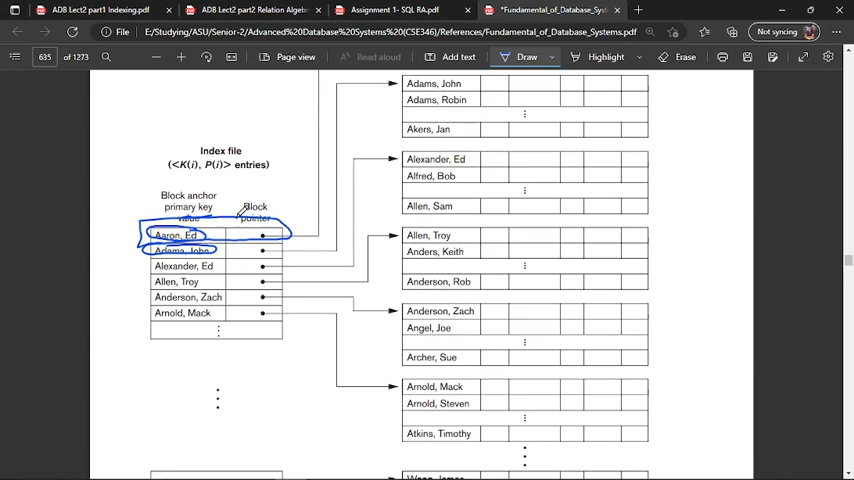 ADB Lect2 part1 Indexing.pdf
ADB Lect2 part2 Relation Algebr
Assignment 1- SQL RA.pdf
*Fundamental_of_Database_Syst
File
E:/Studying/ASU/Senior-2/Advanced%20Database%20Systems%20(CSE346)/References/Fundamental_of_Database_Systems.pdf
Not syncing
635 of 1273
Page view
Read aloud
Add text
Draw
Highlight
Erase
Adams, John
Adams, Robin
Akers, Jan
Index file
(<K(i), P(i)> entries)
Alexander, Ed
Alfred, Bob
Allen, Sam
Block anchor
primary key
value
Block
pointer
Aaron, Ed
Adams, John
Alexander, Ed
Allen, Troy
Anderson, Zach
Arnold, Mack
Allen, Troy
Anders, Keith
Anderson, Rob
Anderson, Zach
Angel, Joe
Archer, Sue
Arnold, Mack
Arnold, Steven
Atkins, Timothy
Wong, James